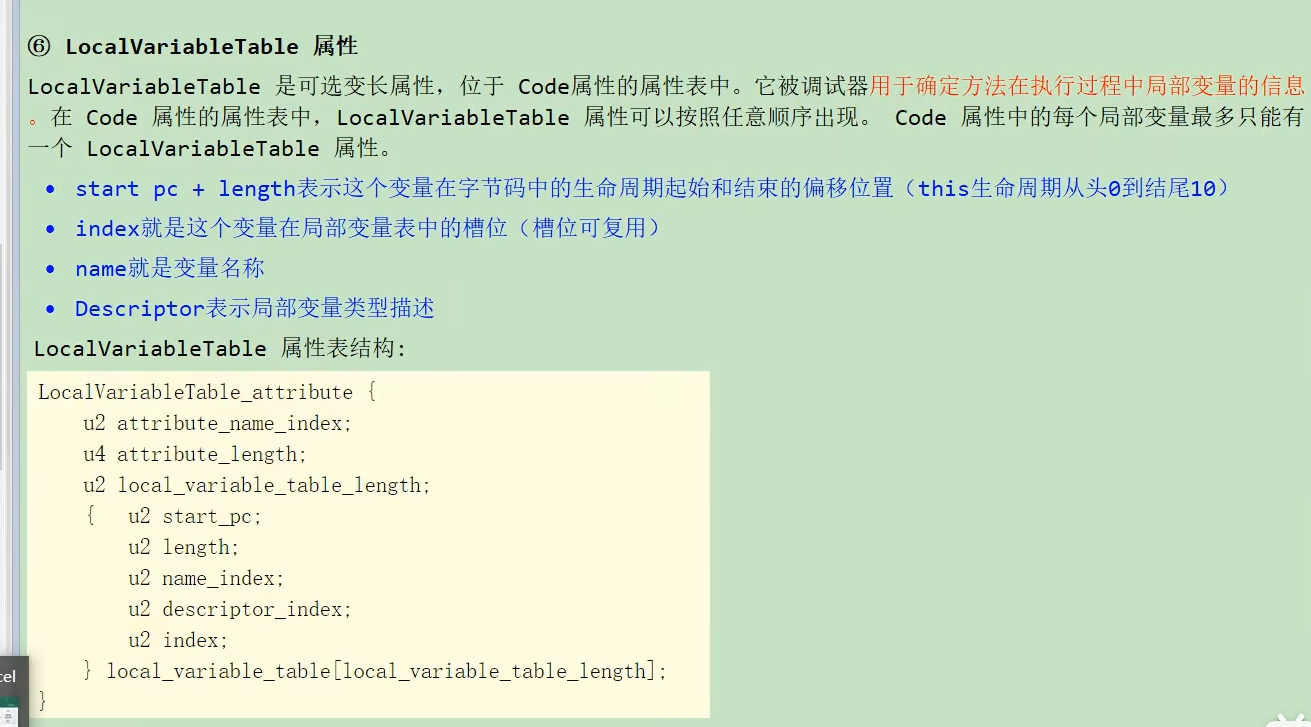 ⑥ LocalVariableTable 属性
LocalVariableTable 是可选变长属性，位于 Code属性的属性表中。它被调试器用于确定方法在执行过程中局部变量的信息
。在 Code 属性的属性表中，LocalVariableTable 属性可以按照任意顺序出现。 Code 属性中的每个局部变量最多只能有
一个 LocalVariableTable 属性。
• start pc + length表示这个变量在字节码中的生命周期起始和结束的偏移位置（this生命周期从头0到结尾10）
• index就是这个变量在局部变量表中的槽位（槽位可复用）
• name就是变量名称
• Descriptor表示局部变量类型描述
LocalVariableTable 属性表结构:
LocalVariableTable_attribute {
u2 attribute_name_index;
u4 attribute_length;
u2 local_variable_table_length;
{ u2 start_pc;
u2 length;
u2 name_index;
u2 descriptor_index;
u2 index;
} local_variable_table[local_variable_table_length];
}
cel